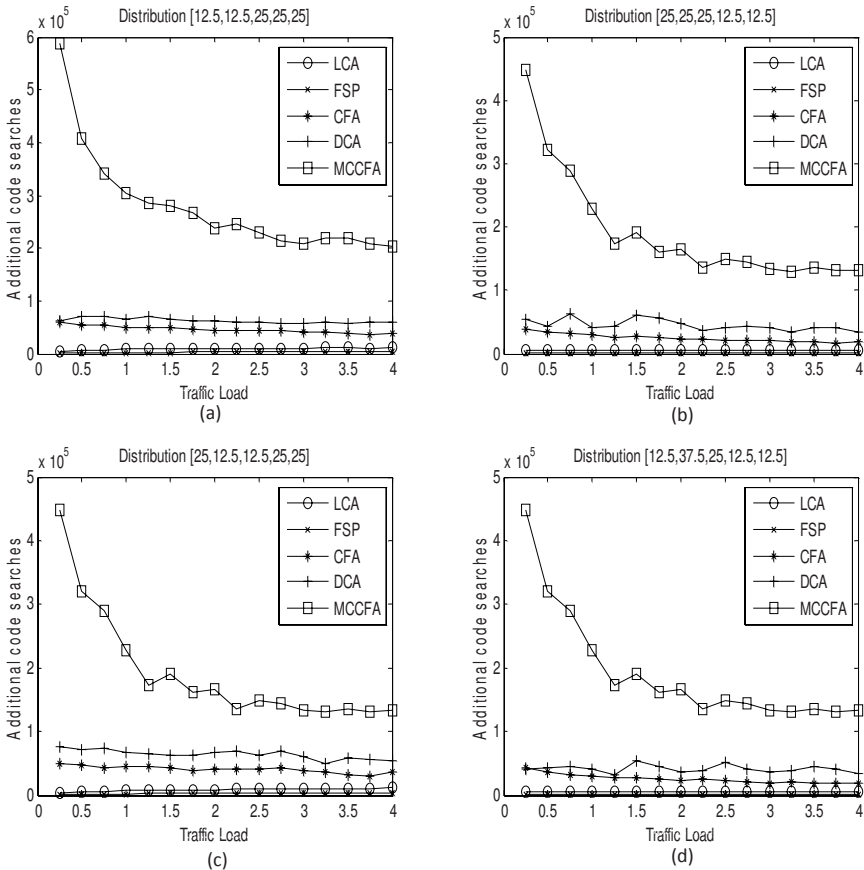 Distribution [12.5,12.5,25,25,25]
x 10^5
6
5
4
3
2
1
0
Additional code searches
LCA
FSP
CFA
DCA
MCCFA
0 0.5 1 1.5 2 2.5 3 3.5 4
Traffic Load
(a)
Distribution [25,25,25,12.5,12.5]
x 10^5
5
4
3
2
1
0
Additional code searches
LCA
FSP
CFA
DCA
MCCFA
0 0.5 1 1.5 2 2.5 3 3.5 4
Traffic Load
(b)
Distribution [25,12.5,12.5,25,25]
x 10^5
5
4
3
2
1
0
Additional code searches
LCA
FSP
CFA
DCA
MCCFA
0 0.5 1 1.5 2 2.5 3 3.5 4
Traffic Load
(c)
Distribution [12.5,37.5,25,12.5,12.5]
x 10^5
5
4
3
2
1
0
Additional code searches
LCA
FSP
CFA
DCA
MCCFA
0 0.5 1 1.5 2 2.5 3 3.5 4
Traffic Load
(d)